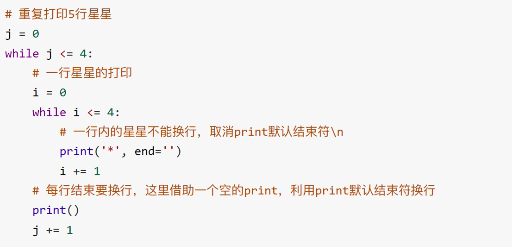 # 重复打印5行星星
j = 0
while j <= 4:
    # 一行星星的打印
    i = 0
    while i <= 4:
        # 一行内的星星不能换行，取消print默认结束符\n
        print('*', end='')
        i += 1
    # 每行结束要换行，这里借助一个空的print，利用print默认结束符换行
    print()
    j += 1